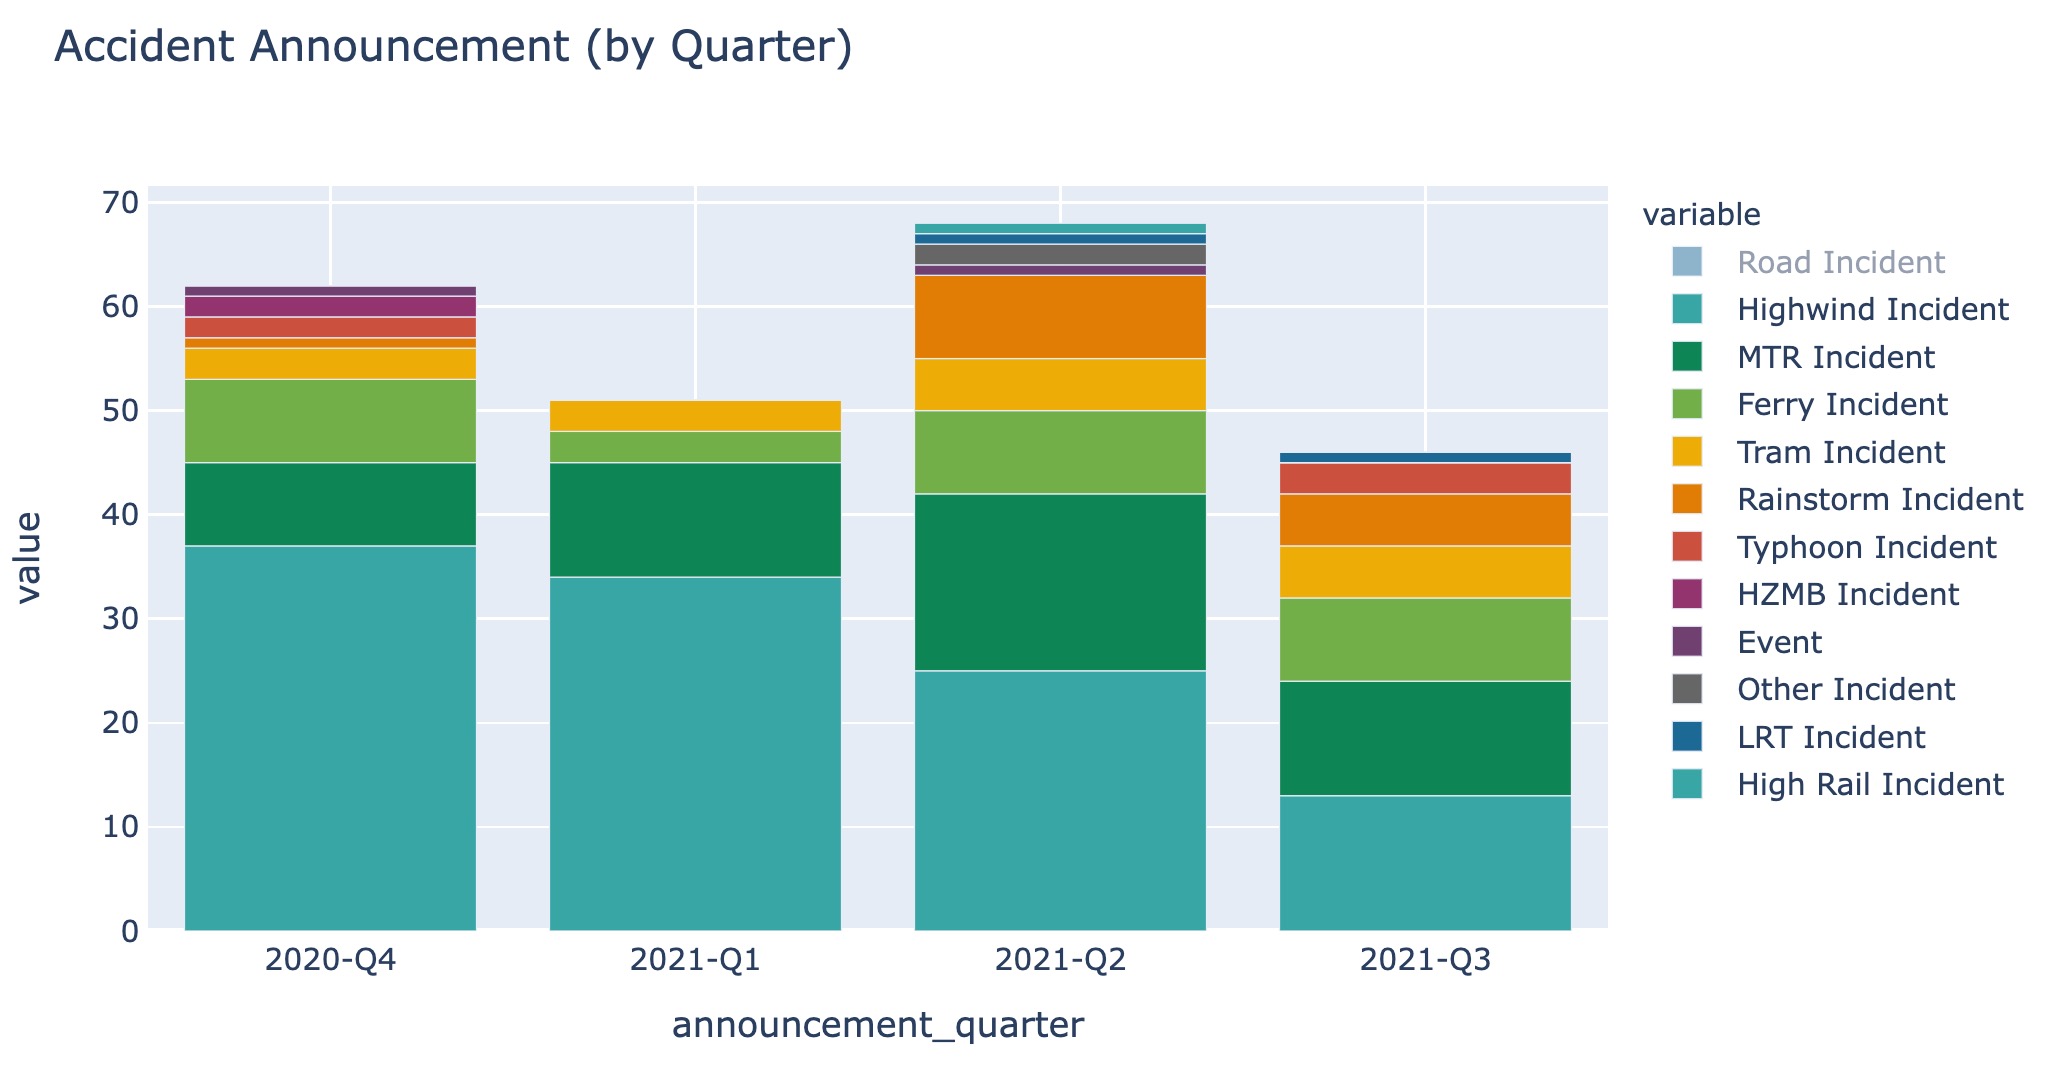 Accident Announcement (by Quarter)
70
60
50
40
30
20
10
0
value
2020-Q4
2021-Q1
2021-Q2
2021-Q3
announcement_quarter
variable
Road Incident
Highwind Incident
MTR Incident
Ferry Incident
Tram Incident
Rainstorm Incident
Typhoon Incident
HZMB Incident
Event
Other Incident
LRT Incident
High Rail Incident